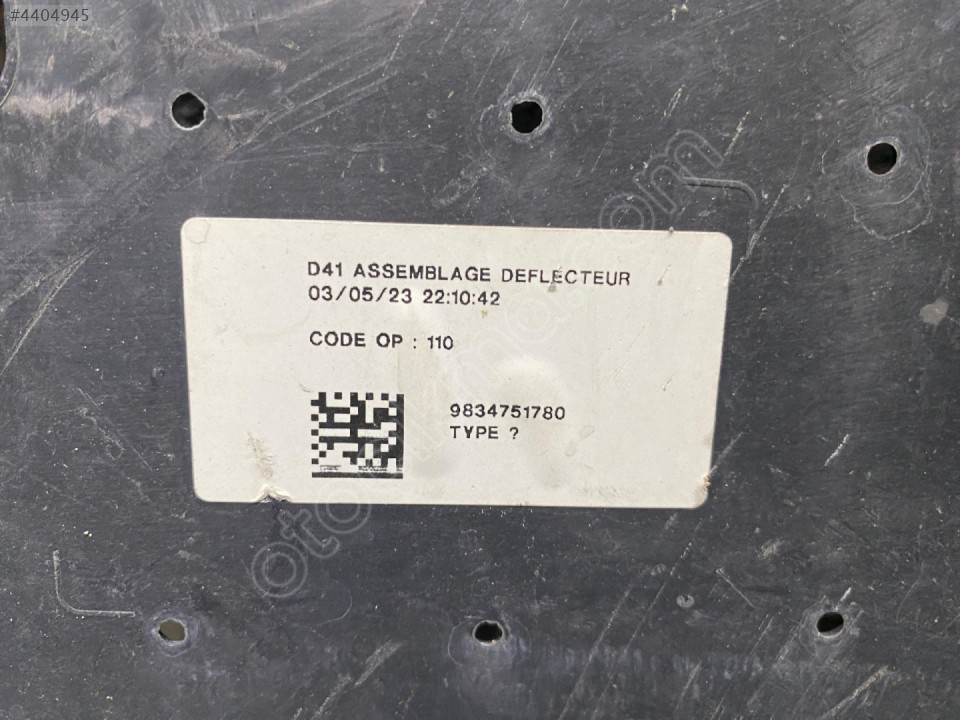 #4404945
D41 ASSEMBLAGE DEFLECTEUR
03/05/23 22:10:42
CODE OP : 110
9834751780
TYPE ?